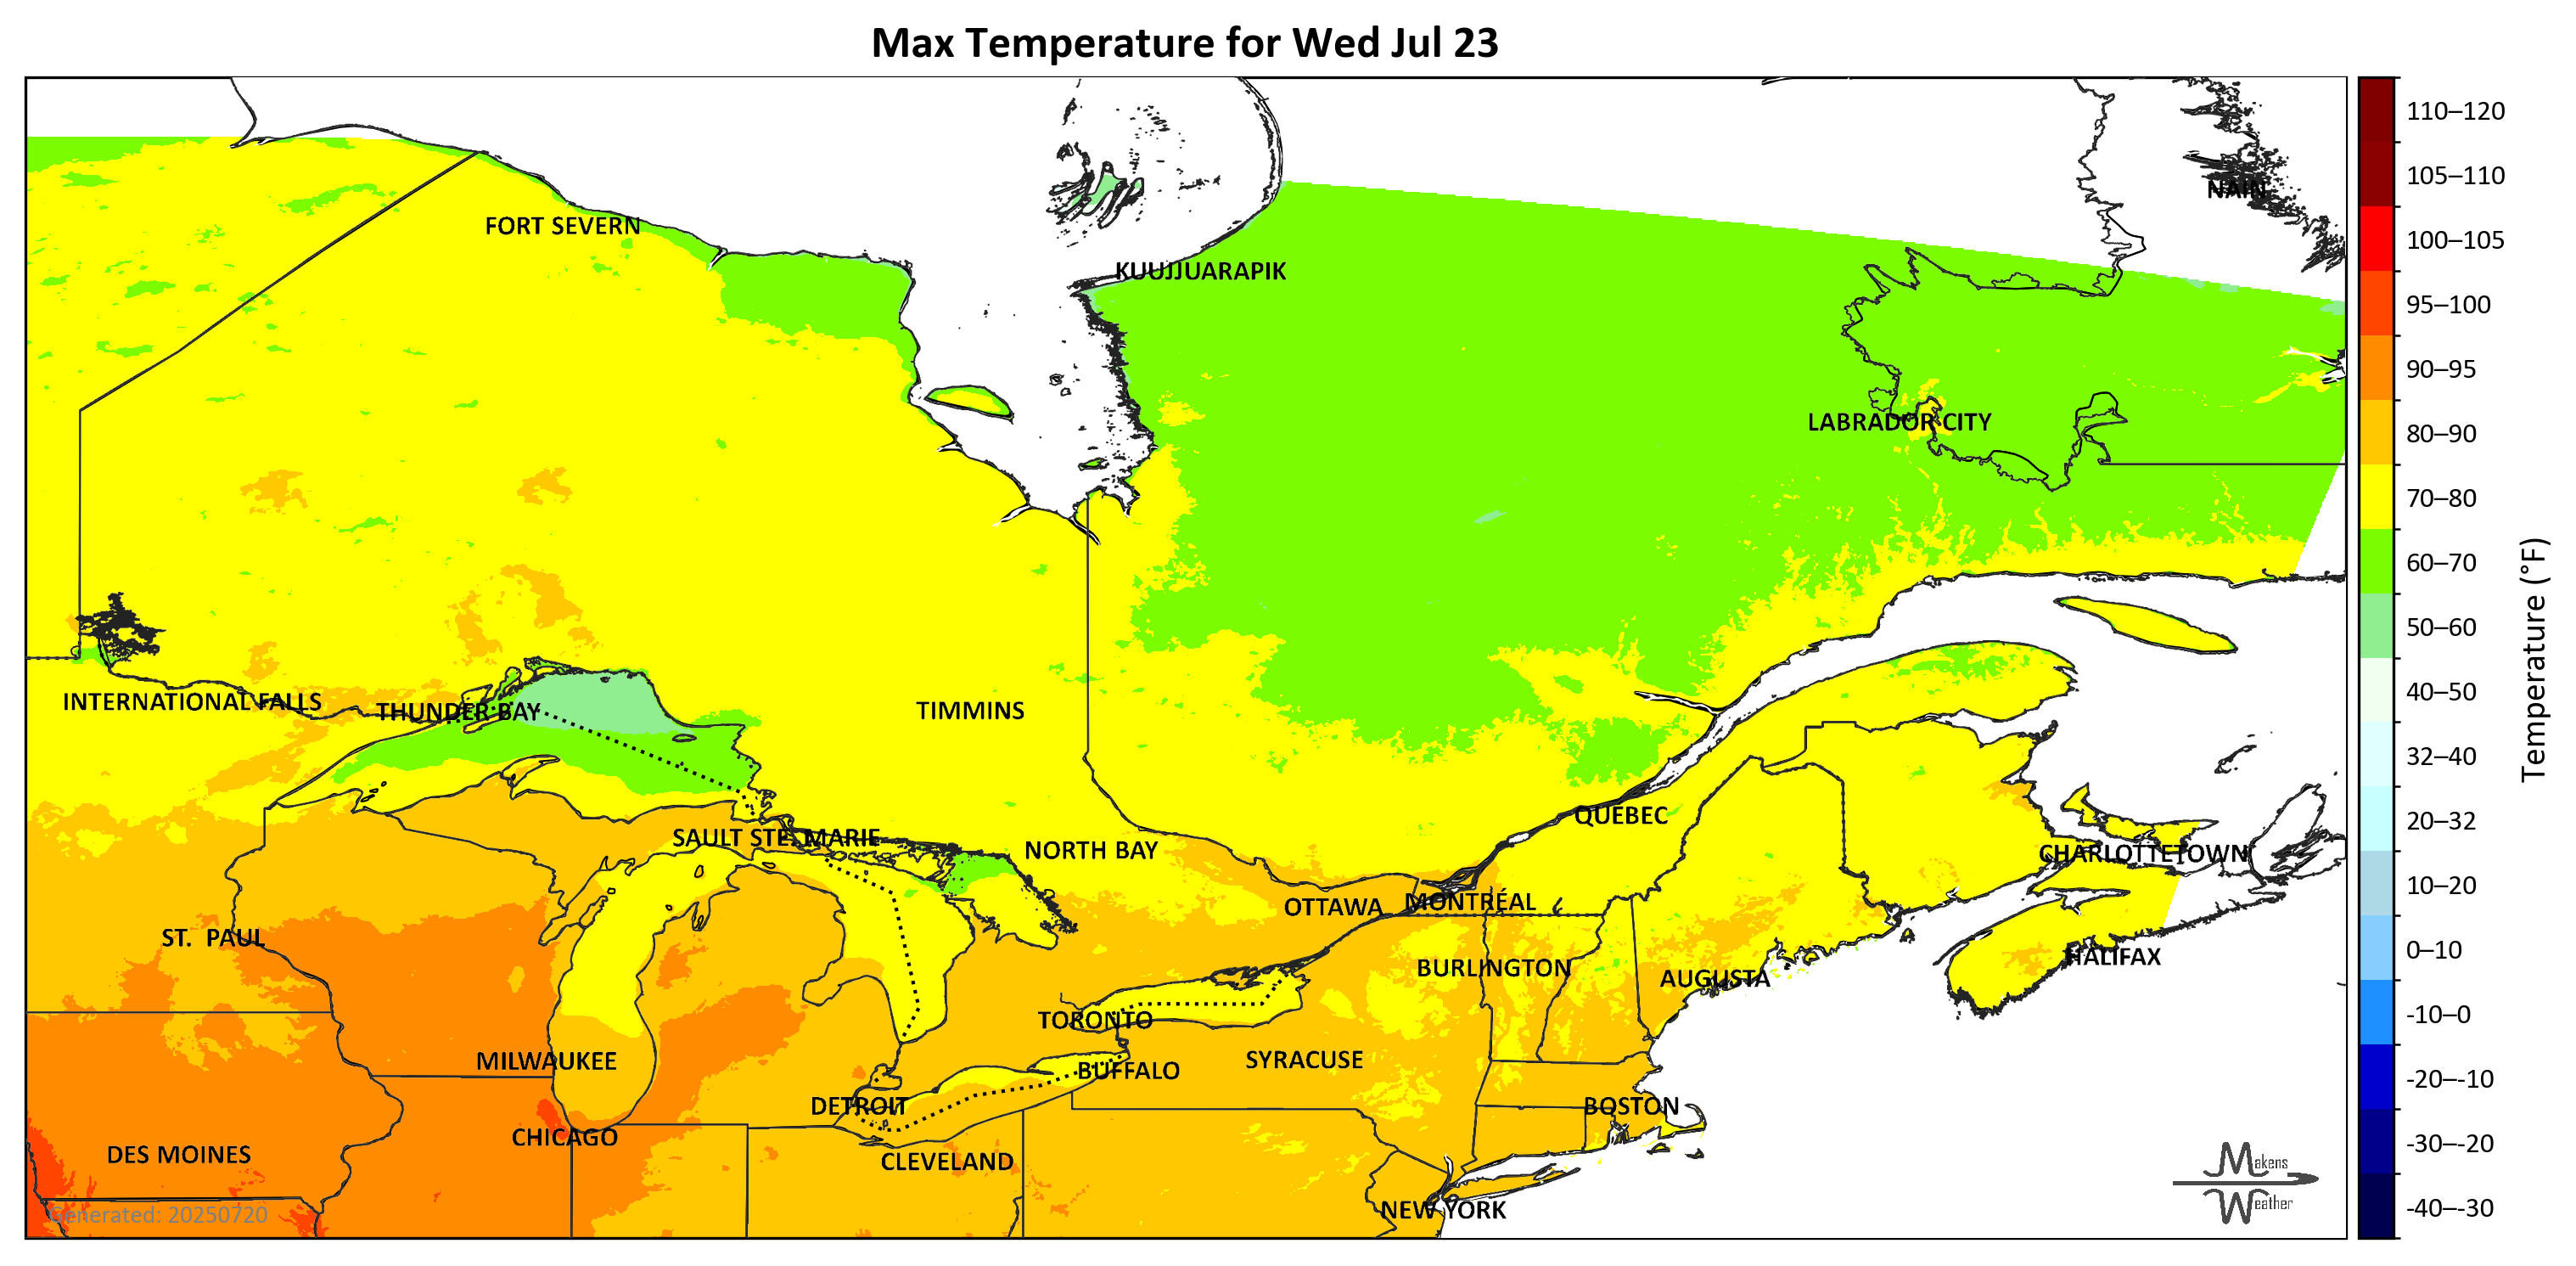 Max Temperature for Wed Jul 23
110–120
105–110
NAIN
FORT SEVERN
100–105
KUUJJUARAPIK
95–100
90–95
LABRADOR CITY
80–90
70–80
60–70
50–60
Temperature (°F)
INTERNATIONAL FALLS
THUNDER BAY
TIMMINS
40–50
32–40
QUÉBEC
20–32
SAULT STE. MARIE
NORTH BAY
CHARLOTTETOWN
10–20
OTTAWA
MONTRÉAL
ST. PAUL
HALIFAX
0–10
BURLINGTON
AUGUSTA
TORONTO
-10–0
MILWAUKEE
SYRACUSE
BUFFALO
-20–-10
DETROIT
BOSTON
CHICAGO
-30–-20
DES MOINES
CLEVELAND
Makens
Weather
NEW YORK
-40–-30
Generated: 20250720